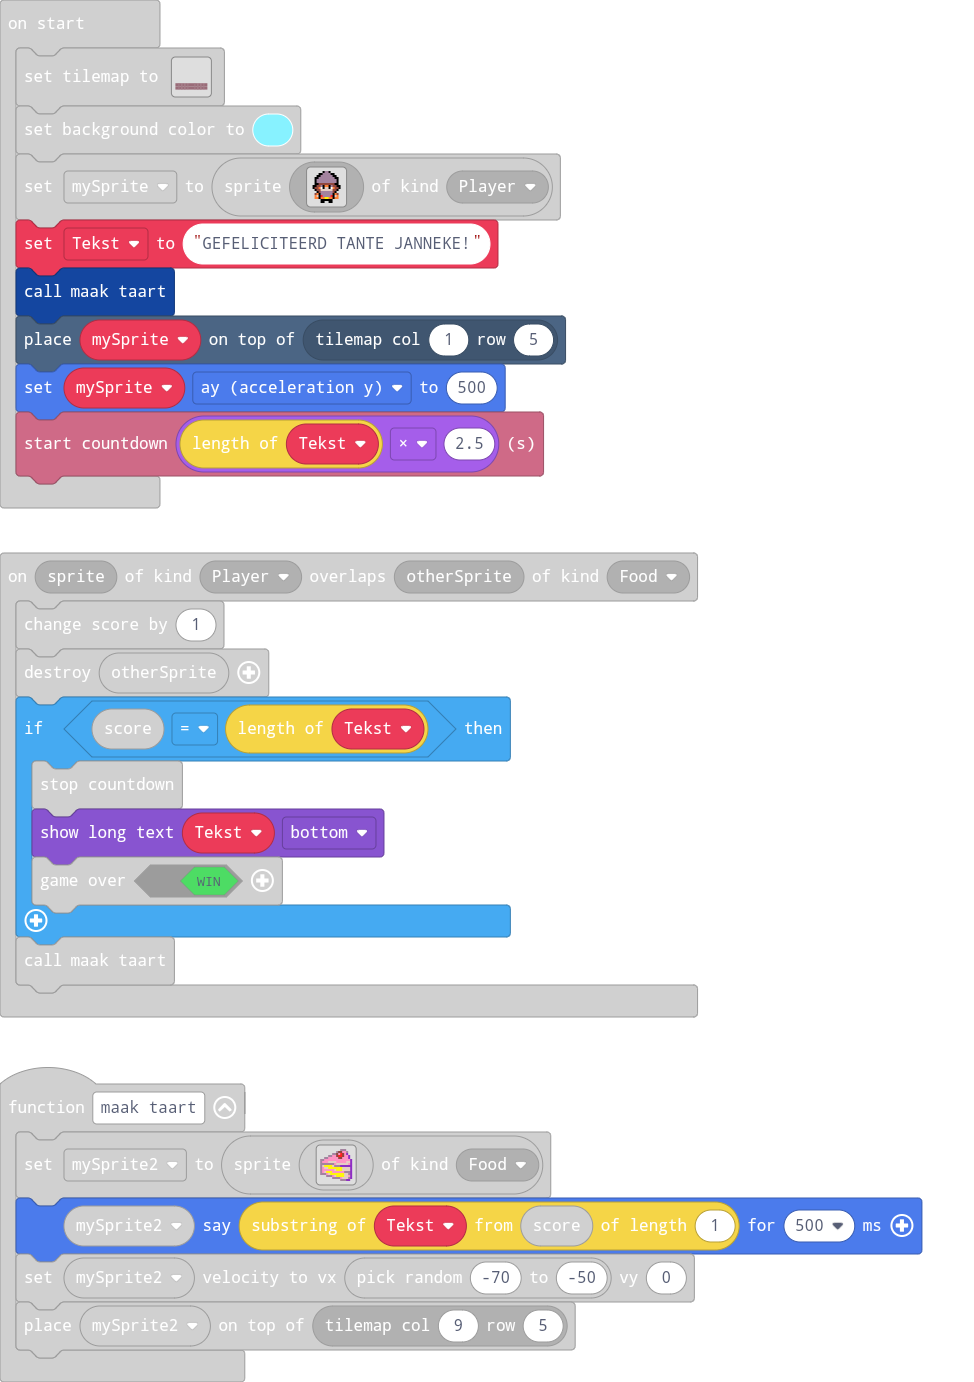 on start
set tilemap to
set background color to
set mySprite to sprite of kind Player
set Tekst to "GEFELICITEERD TANTE JANNEKE!"
call maak taart
place mySprite on top of tilemap col 1 row 5
set mySprite ay (acceleration y) to 500
start countdown length of Tekst × 2.5 (s)
on sprite of kind Player overlaps otherSprite of kind Food
change score by 1
destroy otherSprite
if score = length of Tekst then
stop countdown
show long text Tekst bottom
game over WIN
call maak taart
function maak taart
set mySprite2 to sprite of kind Food
mySprite2 say substring of Tekst from score of length 1 for 500 ms
set mySprite2 velocity to vx pick random -70 to -50 vy 0
place mySprite2 on top of tilemap col 9 row 5